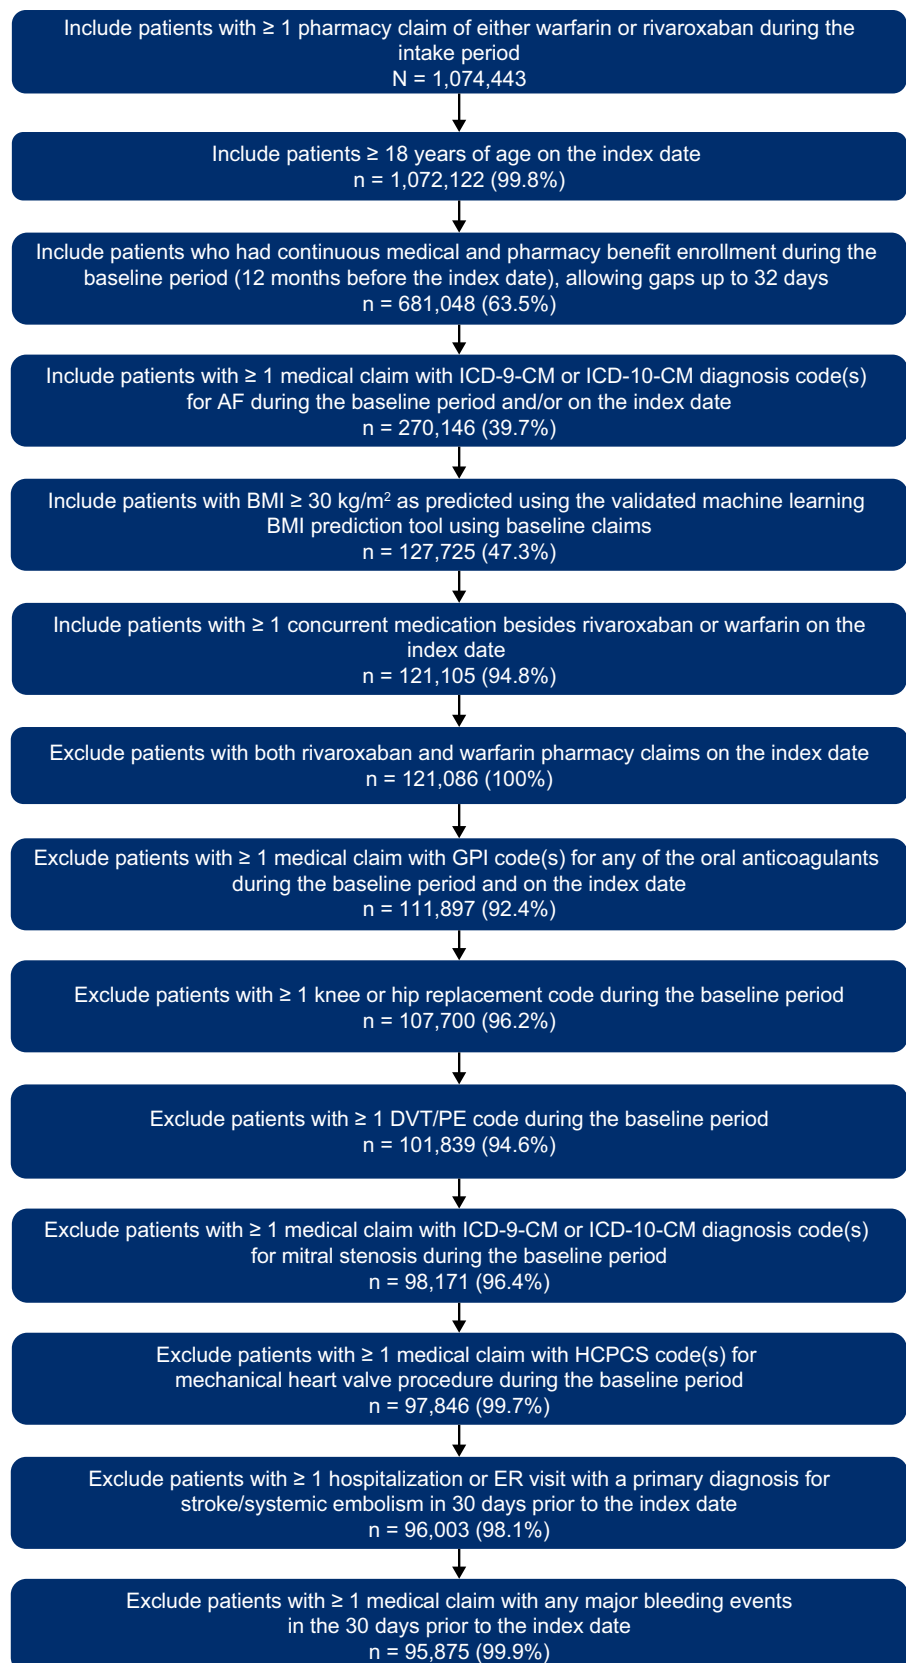 Include patients with ≥ 1 pharmacy claim of either warfarin or rivaroxaban during the
intake period
N = 1,074,443
Include patients ≥ 18 years of age on the index date
n = 1,072,122 (99.8%)
Include patients who had continuous medical and pharmacy benefit enrollment during the
baseline period (12 months before the index date), allowing gaps up to 32 days
n = 681,048 (63.5%)
Include patients with ≥ 1 medical claim with ICD-9-CM or ICD-10-CM diagnosis code(s)
for AF during the baseline period and/or on the index date
n = 270,146 (39.7%)
Include patients with BMI ≥ 30 kg/m² as predicted using the validated machine learning
BMI prediction tool using baseline claims
n = 127,725 (47.3%)
Include patients with ≥ 1 concurrent medication besides rivaroxaban or warfarin on the
index date
n = 121,105 (94.8%)
Exclude patients with both rivaroxaban and warfarin pharmacy claims on the index date
n = 121,086 (100%)
Exclude patients with ≥ 1 medical claim with GPI code(s) for any of the oral anticoagulants
during the baseline period and on the index date
n = 111,897 (92.4%)
Exclude patients with ≥ 1 knee or hip replacement code during the baseline period
n = 107,700 (96.2%)
Exclude patients with ≥ 1 DVT/PE code during the baseline period
n = 101,839 (94.6%)
Exclude patients with ≥ 1 medical claim with ICD-9-CM or ICD-10-CM diagnosis code(s)
for mitral stenosis during the baseline period
n = 98,171 (96.4%)
Exclude patients with ≥ 1 medical claim with HCPCS code(s) for
mechanical heart valve procedure during the baseline period
n = 97,846 (99.7%)
Exclude patients with ≥ 1 hospitalization or ER visit with a primary diagnosis for
stroke/systemic embolism in 30 days prior to the index date
n = 96,003 (98.1%)
Exclude patients with ≥ 1 medical claim with any major bleeding events
in the 30 days prior to the index date
n = 95,875 (99.9%)